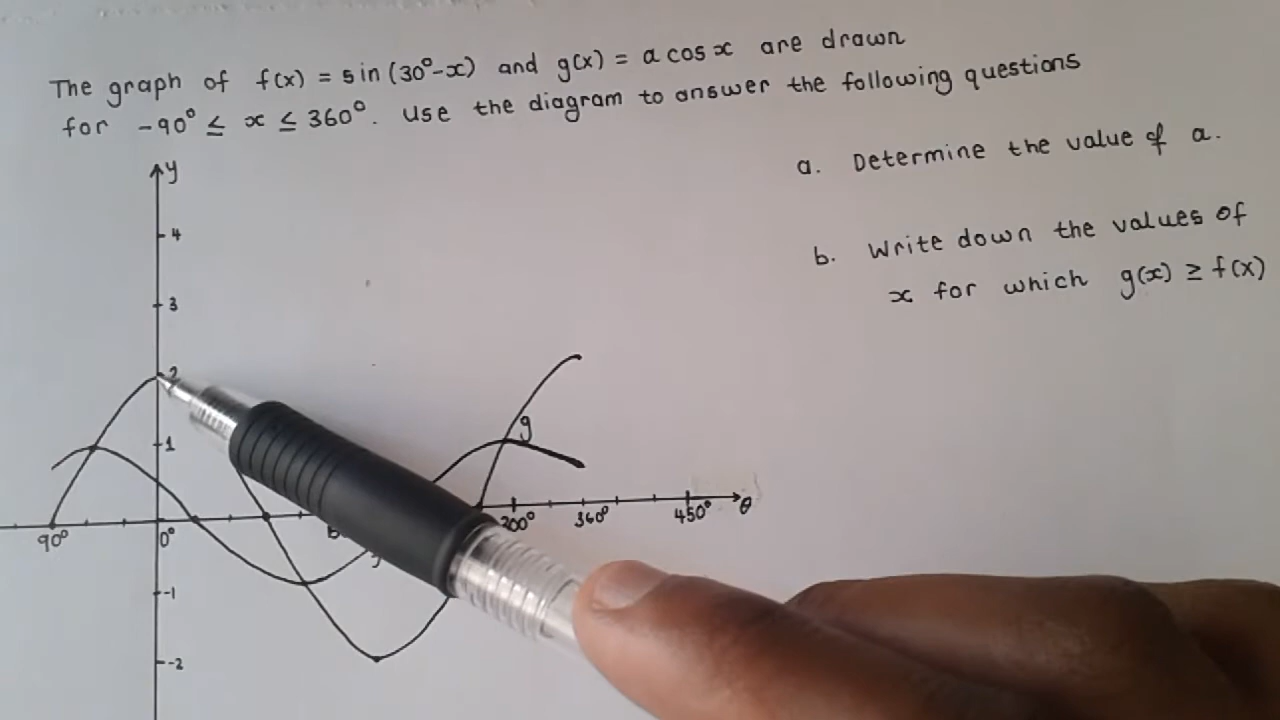 The graph of f(x) = sin (30° - x) and g(x) = a cos x are drawn
for -90° ≤ x ≤ 360°. Use the diagram to answer the following questions
a. Determine the value of a.
b. Write down the values of
x for which g(x) ≥ f(x)
y
4
3
2
1
g
90°
0°
200°
360°
450°
θ
-1
-2